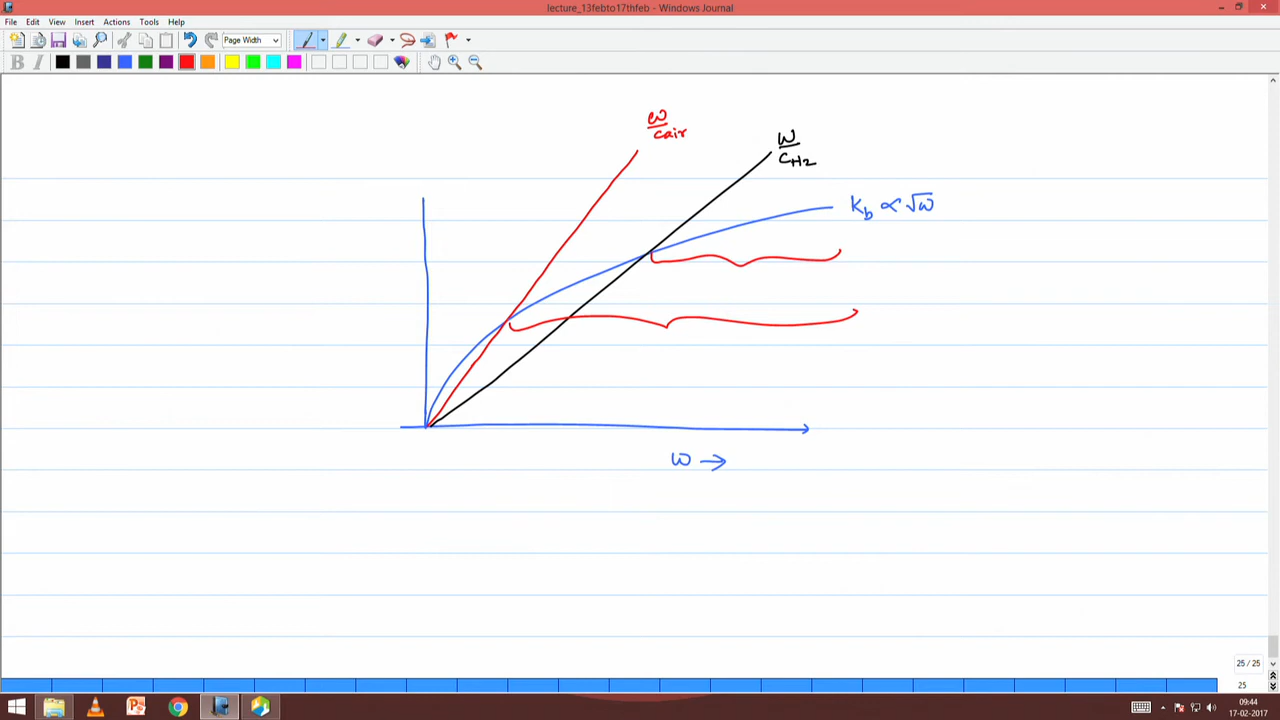 lecture_13febto17thfeb - Windows Journal
File Edit View Insert Actions Tools Help
Page Width
B I
ω/cair
ω/cH2
kb ∝ √ω
ω →
25 / 25
25
09:44
17-02-2017